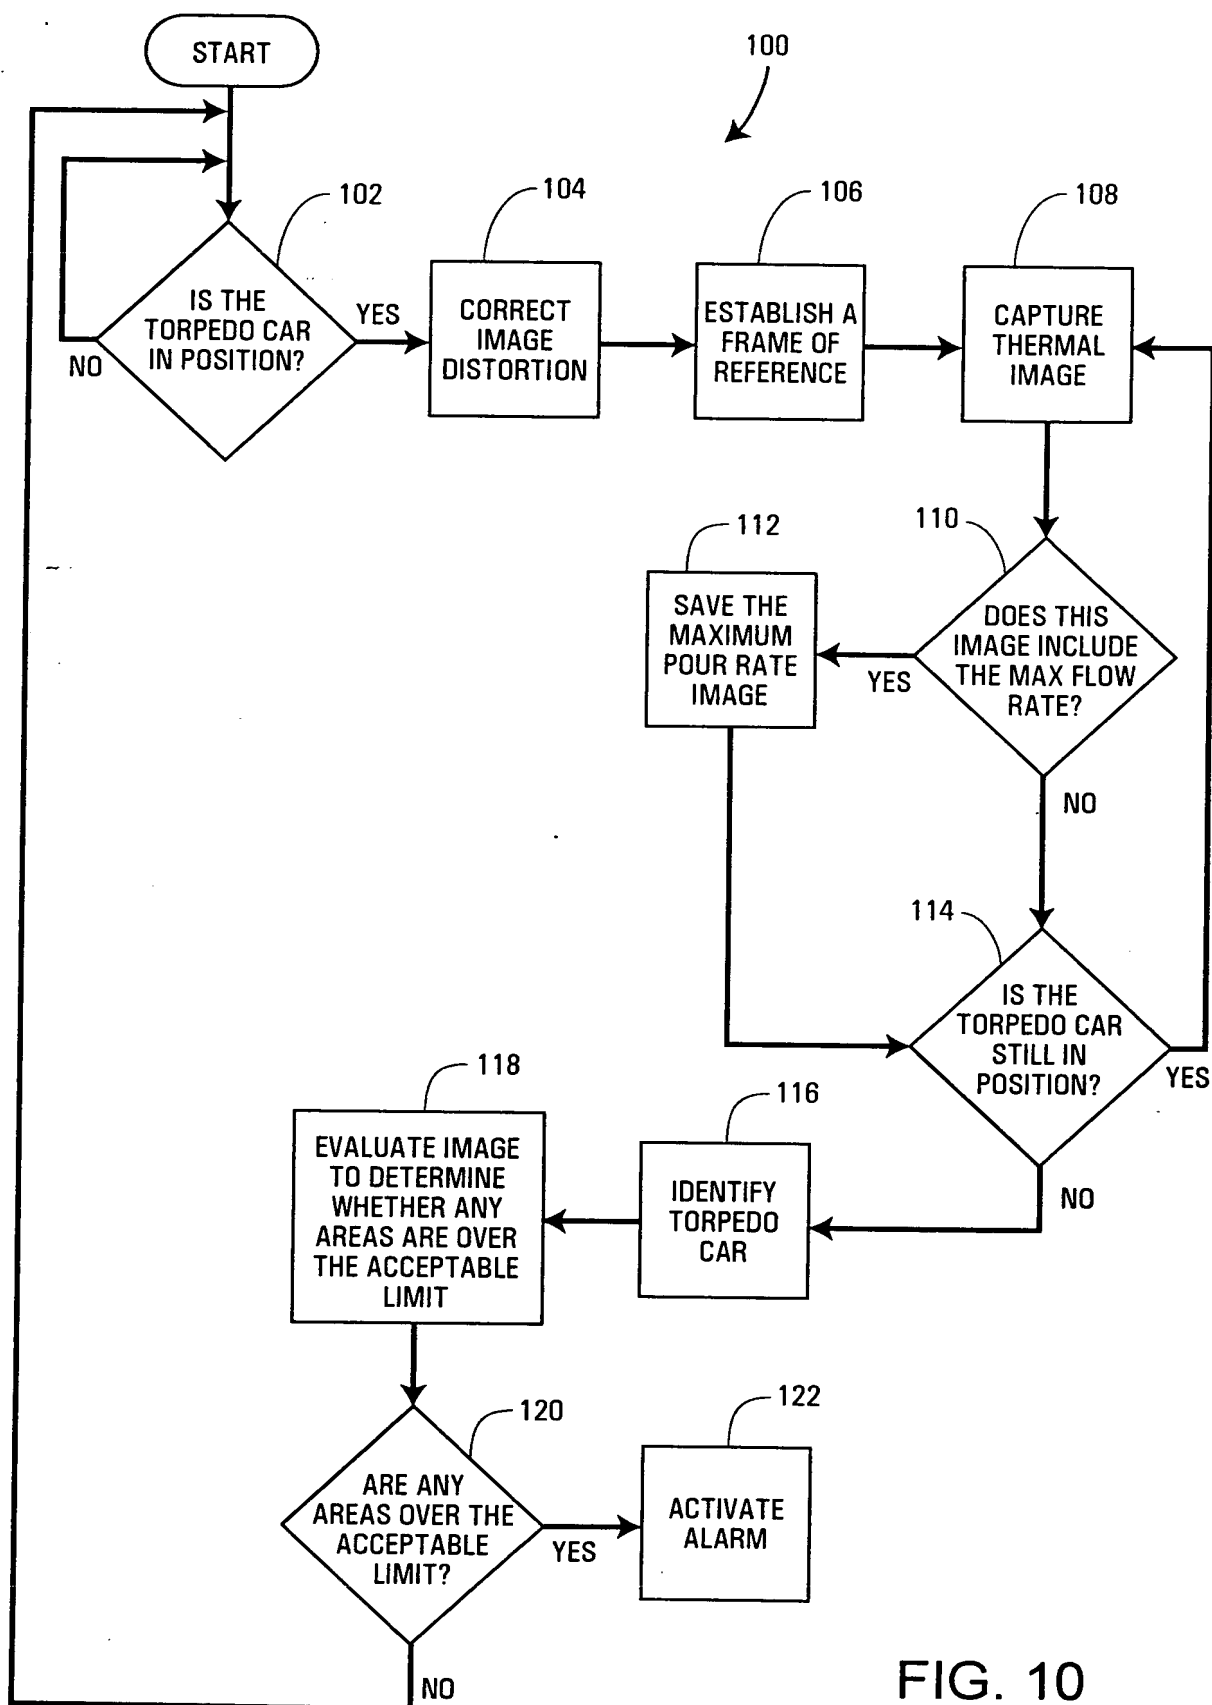 START
100
102
104
106
108
IS THE
TORPEDO CAR
IN POSITION?
YES
NO
CORRECT
IMAGE
DISTORTION
ESTABLISH A
FRAME OF
REFERENCE
CAPTURE
THERMAL
IMAGE
110
112
SAVE THE
MAXIMUM
POUR RATE
IMAGE
YES
DOES THIS
IMAGE INCLUDE
THE MAX FLOW
RATE?
NO
114
IS THE
TORPEDO CAR
STILL IN
POSITION?
YES
NO
116
IDENTIFY
TORPEDO
CAR
118
EVALUATE IMAGE
TO DETERMINE
WHETHER ANY
AREAS ARE OVER
THE ACCEPTABLE
LIMIT
120
ARE ANY
AREAS OVER THE
ACCEPTABLE
LIMIT?
YES
122
ACTIVATE
ALARM
NO
FIG. 10